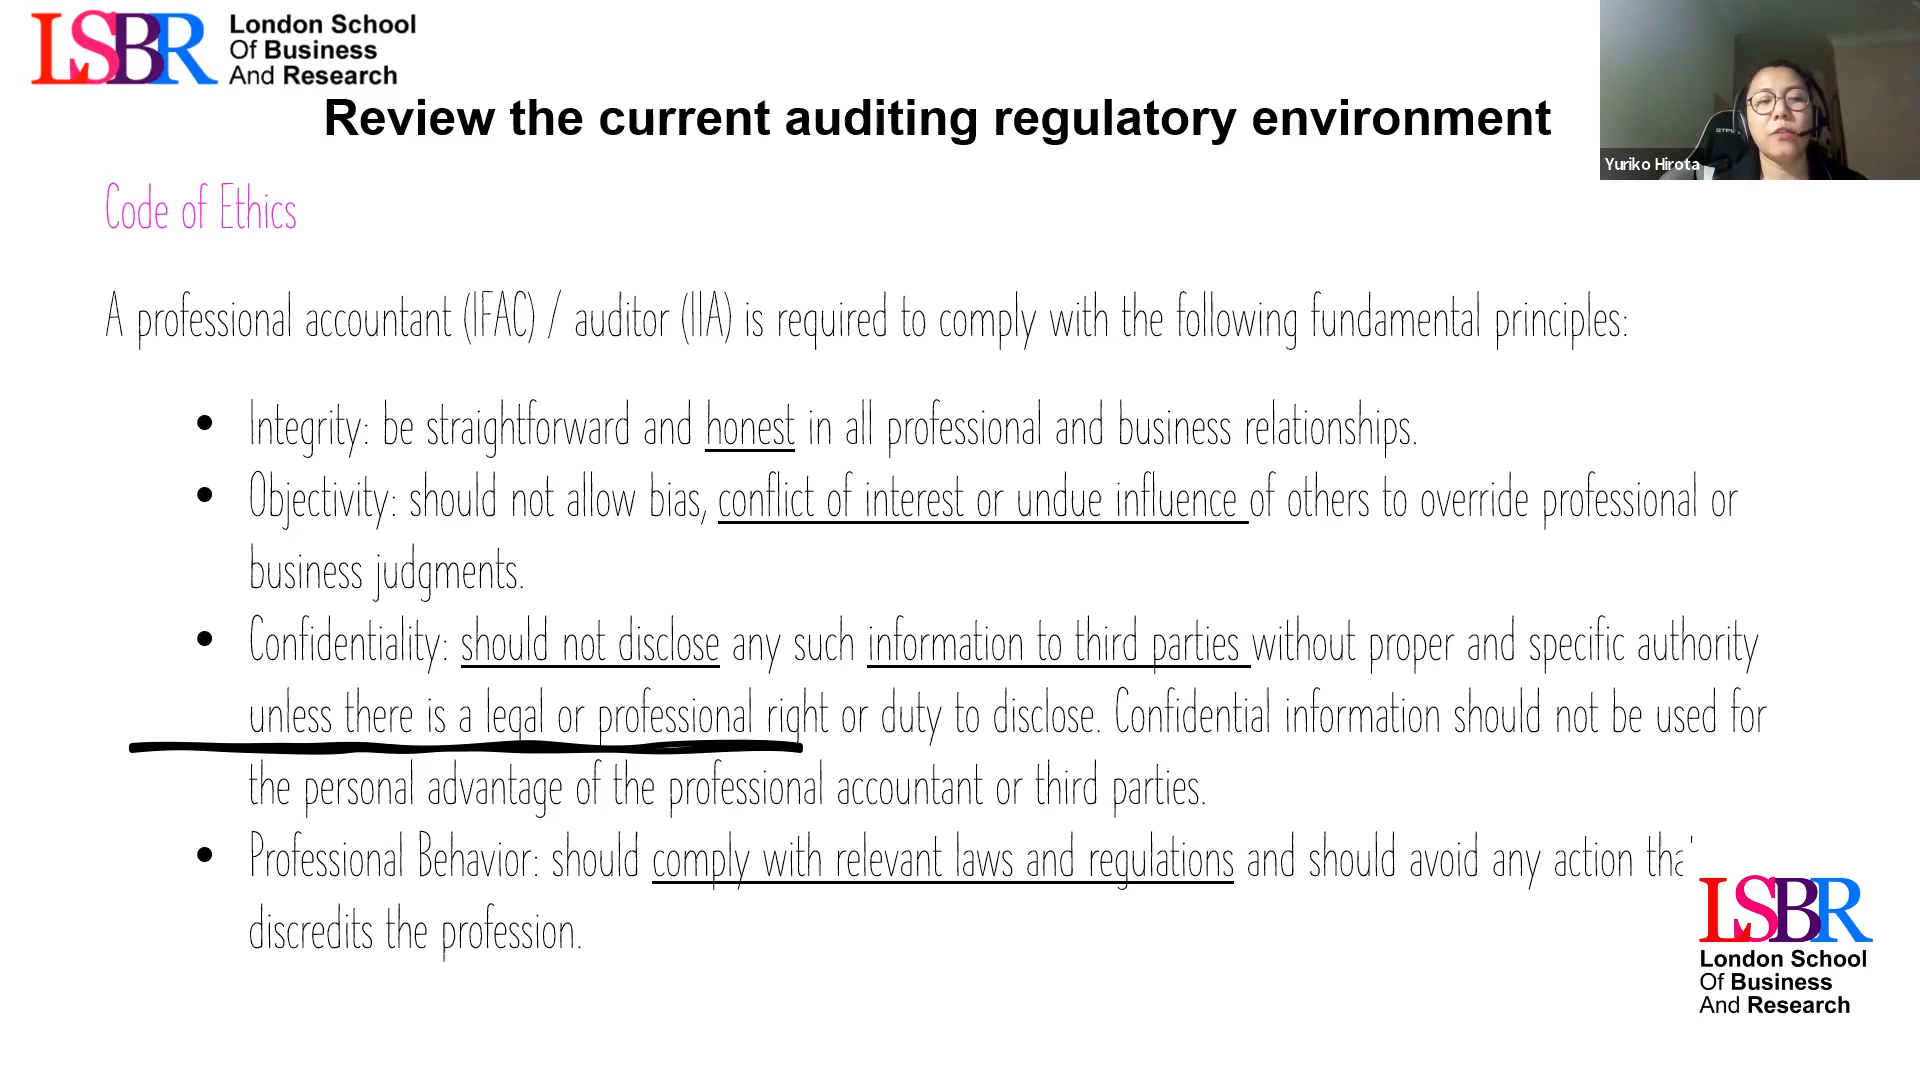 LSBR London School
Of Business
And Research
Review the current auditing regulatory environment
Yuriko Hirota
Code of Ethics
A professional accountant (IFAC) / auditor (IIA) is required to comply with the following fundamental principles:
• Integrity: be straightforward and honest in all professional and business relationships.
• Objectivity: should not allow bias, conflict of interest or undue influence of others to override professional or
business judgments.
• Confidentiality: should not disclose any such information to third parties without proper and specific authority
unless there is a legal or professional right or duty to disclose. Confidential information should not be used for
the personal advantage of the professional accountant or third parties.
• Professional Behavior: should comply with relevant laws and regulations and should avoid any action that
discredits the profession.
LSBR
London School
Of Business
And Research